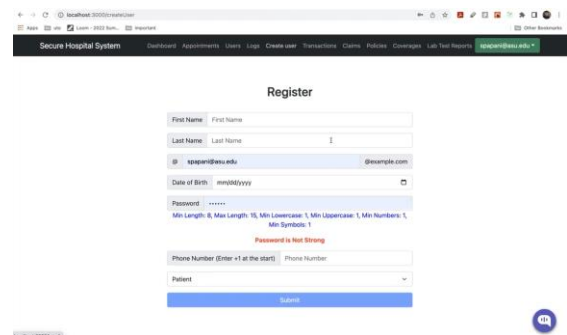 localhost:3000/createUser
Apps
Loom – 2022 Sum...
important
Other Bookmarks
Secure Hospital System Dashboard Appointments Users Logs Create user Transactions Claims Policies Coverages Lab Test Reports spapani@asu.edu
Register
First Name First Name
Last Name Last Name
@ spapani@asu.edu @example.com
Date of Birth mm/dd/yyyy
Password ••••••
Min Length: 8, Max Length: 15, Min Lowercase: 1, Min Uppercase: 1, Min Numbers: 1,
Min Symbols: 1
Password is Not Strong
Phone Number (Enter +1 at the start) Phone Number
Patient
Submit